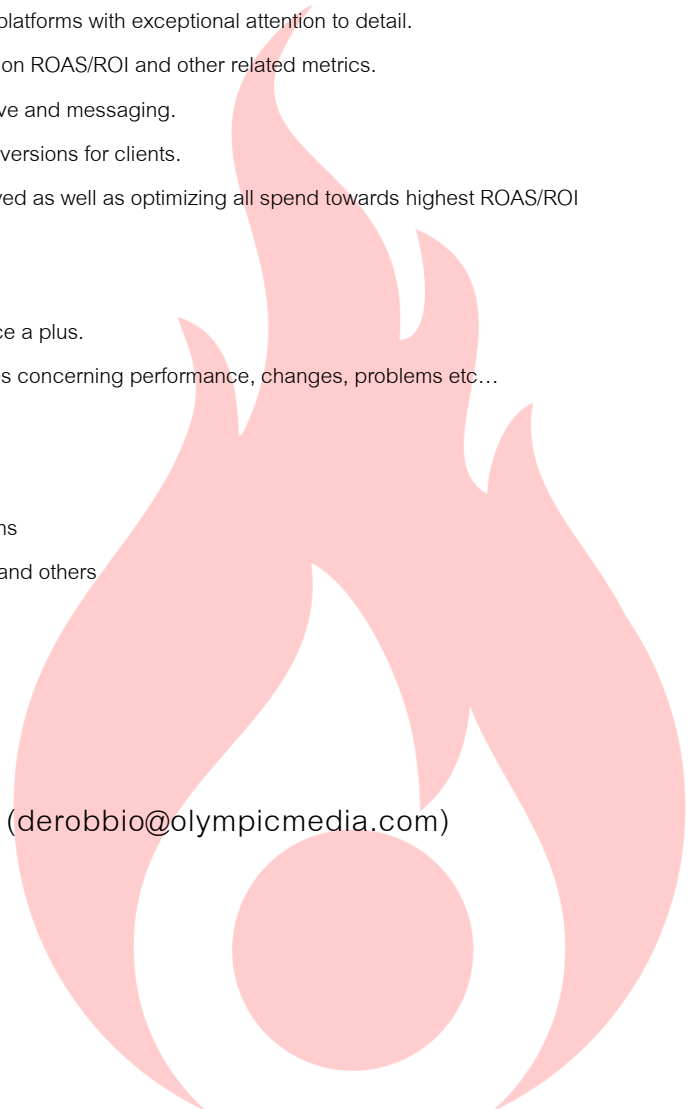 platforms with exceptional attention to detail.
on ROAS/ROI and other related metrics.
ve and messaging.
versions for clients.
ved as well as optimizing all spend towards highest ROAS/ROI
ce a plus.
s concerning performance, changes, problems etc…
ns
and others
(derobbio@olympicmedia.com)